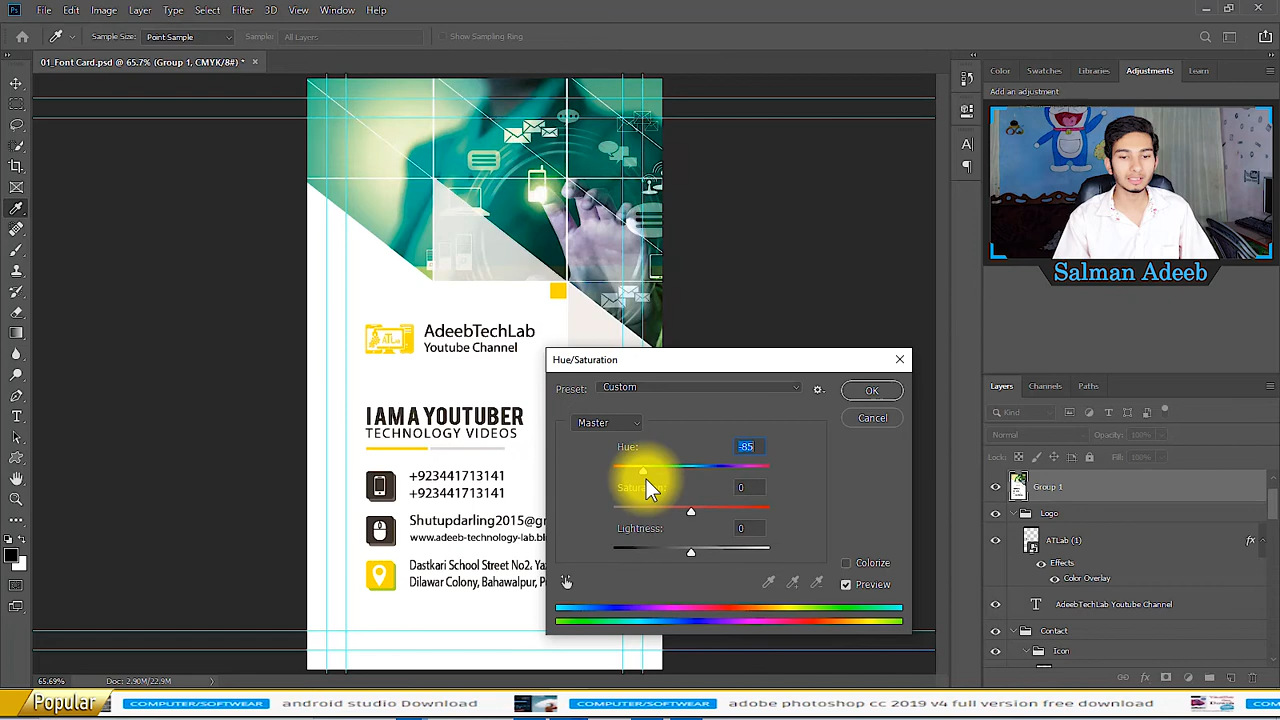 Ps File Edit Image Layer Type Select Filter 3D View Window Help
Sample Size: Point Sample Sample: All Layers Show Sampling Ring
01_Font Card.psd @ 65.7% (Group 1, CMYK/8#) * ×
Color Swatches Libraries Adjustments Learn
Add an adjustment
Salman Adeeb
AdeebTechLab
Youtube Channel
I AM A YOUTUBER
TECHNOLOGY VIDEOS
+923441713141
+923441713141
Shutupdarling2015@gr
www.adeeb-technology-lab.bl
Dastkari School Street No2, Ya
Dilawar Colony, Bahawalpur, P
Hue/Saturation
Preset: Custom
OK
Cancel
Master
Hue: -85
Saturation: 0
Lightness: 0
Colorize
Preview
Layers Channels Paths
Kind
Normal Opacity: 100%
Locks: Fill: 100%
Group 1
Logo
ATLab (1) fx
Effects
Color Overlay
T AdeebTechLab Youtube Channel
Contact
Icon
65.69% Doc: 2.90M/22.9M
Popular COMPUTER/SOFTWEAR android studio Download COMPUTER/SOFTWEAR adobe photoshop cc 2019 v4 full version free download COM